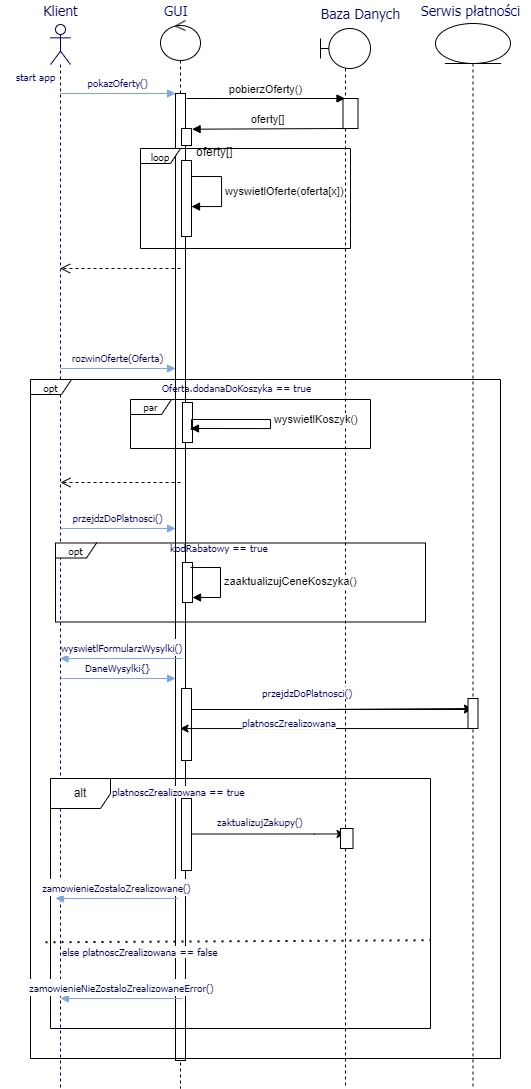 Klient
GUI
Baza Danych
Serwis płatności
start app
pokazOferty()
pobierzOferty()
oferty[]
loop
oferty[]
wyswietlOferte(oferta[x])
rozwinOferte(Oferta)
opt
Oferta.dodanaDoKoszyka == true
par
wyswietlKoszyk()
przejdzDoPlatnosci()
opt
kodRabatowy == true
zaaktualizujCeneKoszyka()
wyswietlFormularzWysylki()
DaneWysylki{}
przejdzDoPlatnosci()
platnoscZrealizowana
alt
platnoscZrealizowana == true
zaktualizujZakupy()
zamowienieZostaloZrealizowane()
else platnoscZrealizowana == false
zamowienieNieZostaloZrealizowaneError()